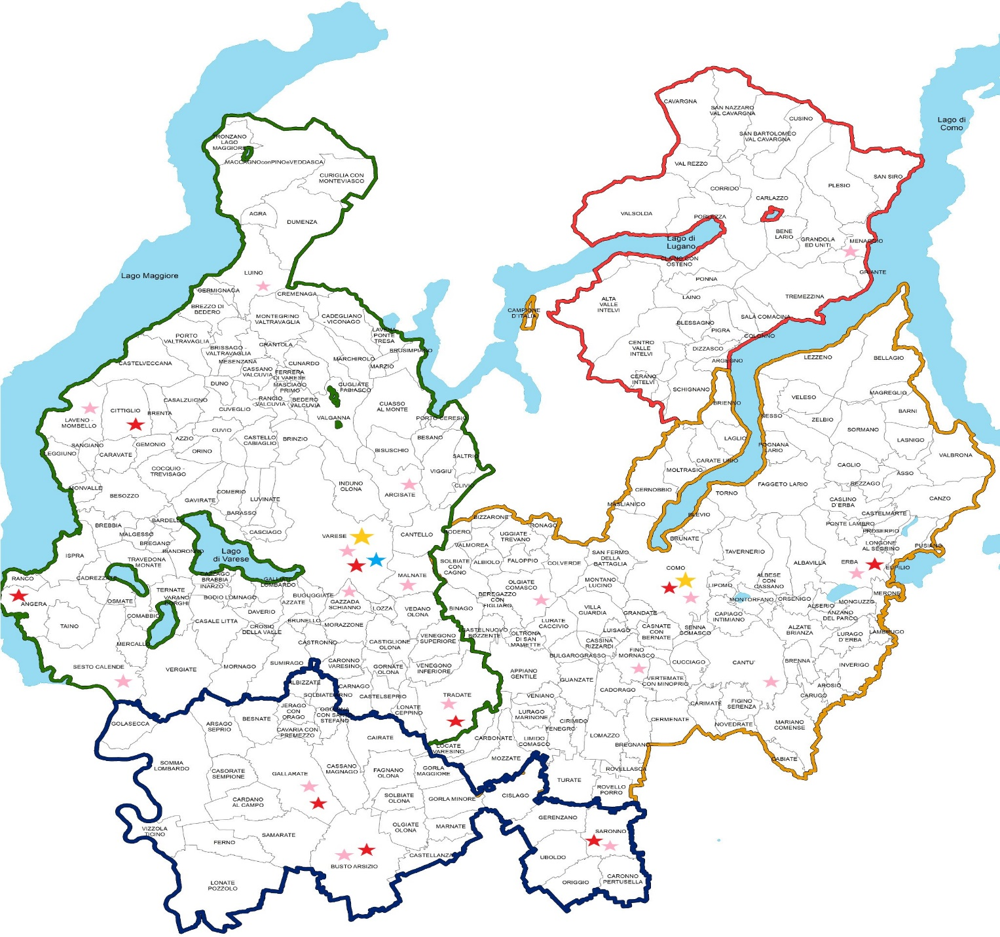 CAVARGNA
SAN NAZZARO
VAL CAVARGNA
CUSINO
SAN BARTOLOMEO
VAL CAVARGNA
VAL REZZO
CORRIDO
CARLAZZO
PLESIO
SAN SIRO
VALSOLDA
PORLEZZA
BENE
LARIO
GRANDOLA
ED UNITI
MENAGGIO
GRIANTE
Lago di
Lugano
CLAINO CON
OSTENO
PONNA
LAINO
TREMEZZINA
ALTA
VALLE
INTELVI
BLESSAGNO
PIGRA
SALA COMACINA
COLONNO
CENTRO
VALLE
INTELVI
DIZZASCO
ARGEGNO
CERANO
INTELVI
SCHIGNANO
CAMPIONE
D'ITALIA
Lago di
Como
TRONZANO
LAGO
MAGGIORE
MACCAGNOconPINOeVEDDASCA
CURIGLIA CON
MONTEVIASCO
AGRA
DUMENZA
Lago Maggiore
LUINO
GERMIGNAGA
CREMENAGA
BREZZO DI
BEDERO
MONTEGRINO
VALTRAVAGLIA
CADEGLIANO
- VICONAGO
LAVENA
PONTE
TRESA
PORTO
VALTRAVAGLIA
BRISSAGO -
VALTRAVAGLIA
GRANTOLA
BRUSIMPIANO
CASTELVECCANA
MESENZANA
CUNARDO
MARCHIROLO
MARZIO
CASSANO
VALCUVIA
FERRERA
DI VARESE
MASCIAGO
PRIMO
CUGLIATE
FABIASCO
DUNO
CASALZUIGNO
RANCIO
VALCUVIA
BEDERO
VALCUVIA
CUASSO
AL MONTE
CITTIGLIO
BRENTA
CUVEGLIO
VALGANNA
PORTO CERESIO
LAVENO -
MOMBELLO
CUVIO
AZZIO
CASTELLO
CABIAGLIO
BRINZIO
BESANO
SANGIANO
GEMONIO
ORINO
BISUSCHIO
SALTRIO
LEGGIUNO
CARAVATE
COCQUIO -
TREVISAGO
VIGGIU'
MONVALLE
BESOZZO
COMERIO
LUVINATE
INDUNO
OLONA
ARCISATE
CLIVIO
GAVIRATE
BARASSO
BARDELLO
BREBBIA
MALGESSO
CASCIAGO
VARESE
CANTELLO
BREGANO
BIANDRONNO
Lago
di Varese
ISPRA
TRAVEDONA
MONATE
CAZZAGO
BRABBIA
INARZO
GALLIATE
LOMBARDO
MALNATE
RANCO
CADREZZATE
TERNATE
ANGERA
OSMATE
VARANO
BORGHI
BODIO LOMNAGO
BUGUGGIATE
AZZATE
GAZZADA
SCHIANNO
LOZZA
VEDANO
OLONA
COMABBIO
DAVERIO
CASALE LITTA
CROSIO
DELLA VALLE
BRUNELLO
MORAZZONE
TAINO
MERCALLO
CASTRONNO
CASTIGLIONE
OLONA
VENEGONO
SUPERIORE
SESTO CALENDE
VERGIATE
MORNAGO
SUMIRAGO
CARONNO
VARESINO
GORNATE
OLONA
VENEGONO
INFERIORE
ALBIZZATE
CARNAGO
CASTELSEPRIO
TRADATE
LONATE
CEPPINO
GOLASECCA
ARSAGO
SEPRIO
BESNATE
JERAGO
CON
ORAGO
OGGIONA
CON SANTO
STEFANO
CAVARIA CON
PREMEZZO
CAIRATE
LOCATE
VARESINO
SOMMA
LOMBARDO
CASORATE
SEMPIONE
GALLARATE
CASSANO
MAGNAGO
FAGNANO
OLONA
GORLA
MAGGIORE
CARDANO
AL CAMPO
SOLBIATE
OLONA
GORLA MINORE
VIZZOLA
TICINO
FERNO
SAMARATE
OLGIATE
OLONA
MARNATE
CASTELLANZA
BUSTO ARSIZIO
LONATE
POZZOLO
CISLAGO
GERENZANO
SARONNO
UBOLDO
ORIGGIO
CARONNO
PERTUSELLA
BRIENNO
LAGLIO
CARATE URIO
MOLTRASIO
CERNOBBIO
MASLIANICO
LEZZENO
BELLAGIO
VELESO
MAGREGLIO
NESSO
ZELBIO
BARNI
SORMANO
LASNIGO
POGNANA
LARIO
VALBRONA
CAGLIO
ASSO
FAGGETO LARIO
REZZAGO
TORNO
CASLINO
D'ERBA
CANZO
BLEVIO
CASTELMARTE
PONTE LAMBRO
PROSERPIO
BRUNATE
LONGONE
AL SEGRINO
PUSIANO
TAVERNERIO
ALBAVILLA
ERBA
EUPILIO
COMO
LIPOMO
ALBESE
CON
CASSANO
MONTORFANO
ORSENIGO
MERONE
MONGUZZO
ALSERIO
ANZANO
DEL PARCO
BIZZARONE
RONAGO
RODERO
UGGIATE -
TREVANO
VALMOREA
SAN FERMO
DELLA
BATTAGLIA
SOLBIATE
CON
CAGNO
ALBIOLO
FALOPPIO
COLVERDE
OLGIATE
COMASCO
MONTANO
LUCINO
BEREGAZZO
CON
FIGLIARO
BINAGO
VILLA
GUARDIA
GRANDATE
LURATE
CACCIVIO
LUISAGO
CASNATE
CON
BERNATE
SENNA
COMASCO
CAPIAGO
INTIMIANO
ALZATE
BRIANZA
LURAGO
D'ERBA
LAMBRUGO
CASTELNUOVO
BOZZENTE
OLTRONA
DI SAN
MAMETTE
CASSINA
RIZZARDI
BULGAROGRASSO
FINO
MORNASCO
CUCCIAGO
CANTU'
BRENNA
INVERIGO
APPIANO
GENTILE
GUANZATE
VERTEMATE
CON MINOPRIO
CADORAGO
AROSIO
CARUGO
VENIANO
CARIMATE
FIGINO
SERENZA
LURAGO
MARINONE
CIRIMIDO
FENEGRO'
CERMENATE
NOVEDRATE
MARIANO
COMENSE
CARBONATE
LIMIDO
COMASCO
LOMAZZO
BREGNANO
MOZZATE
CABIATE
ROVELLASCA
TURATE
ROVELLO
PORRO